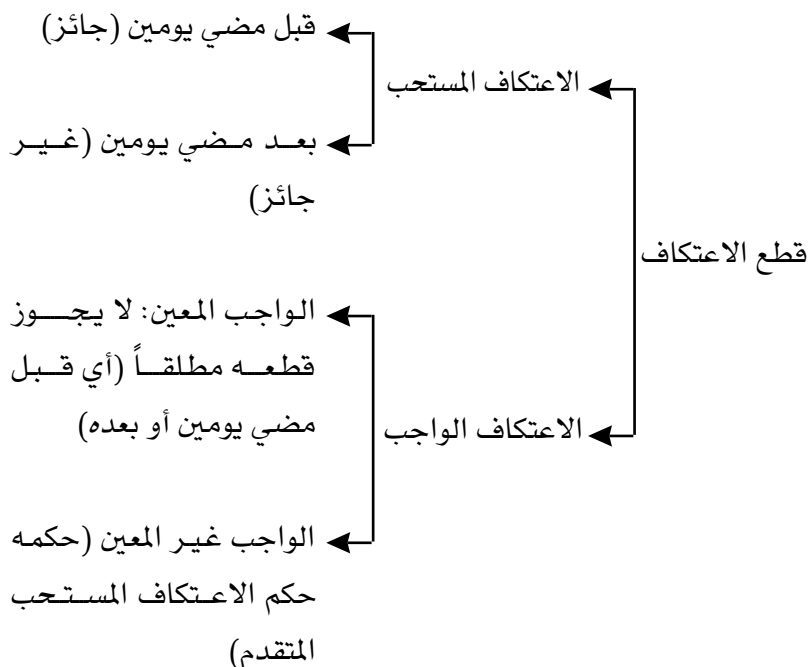 قطع الاعتكاف
الاعتكاف المستحب
قبل مضي يومين (جائز)
بعد مضي يومين (غير
جائز)
الاعتكاف الواجب
الواجب المعين: لا يجوز
قطعه مطلقاً (أي قبل
مضي يومين أو بعده)
الواجب غير المعين (حكمه
حكم الاعتكاف المستحب
المتقدم)